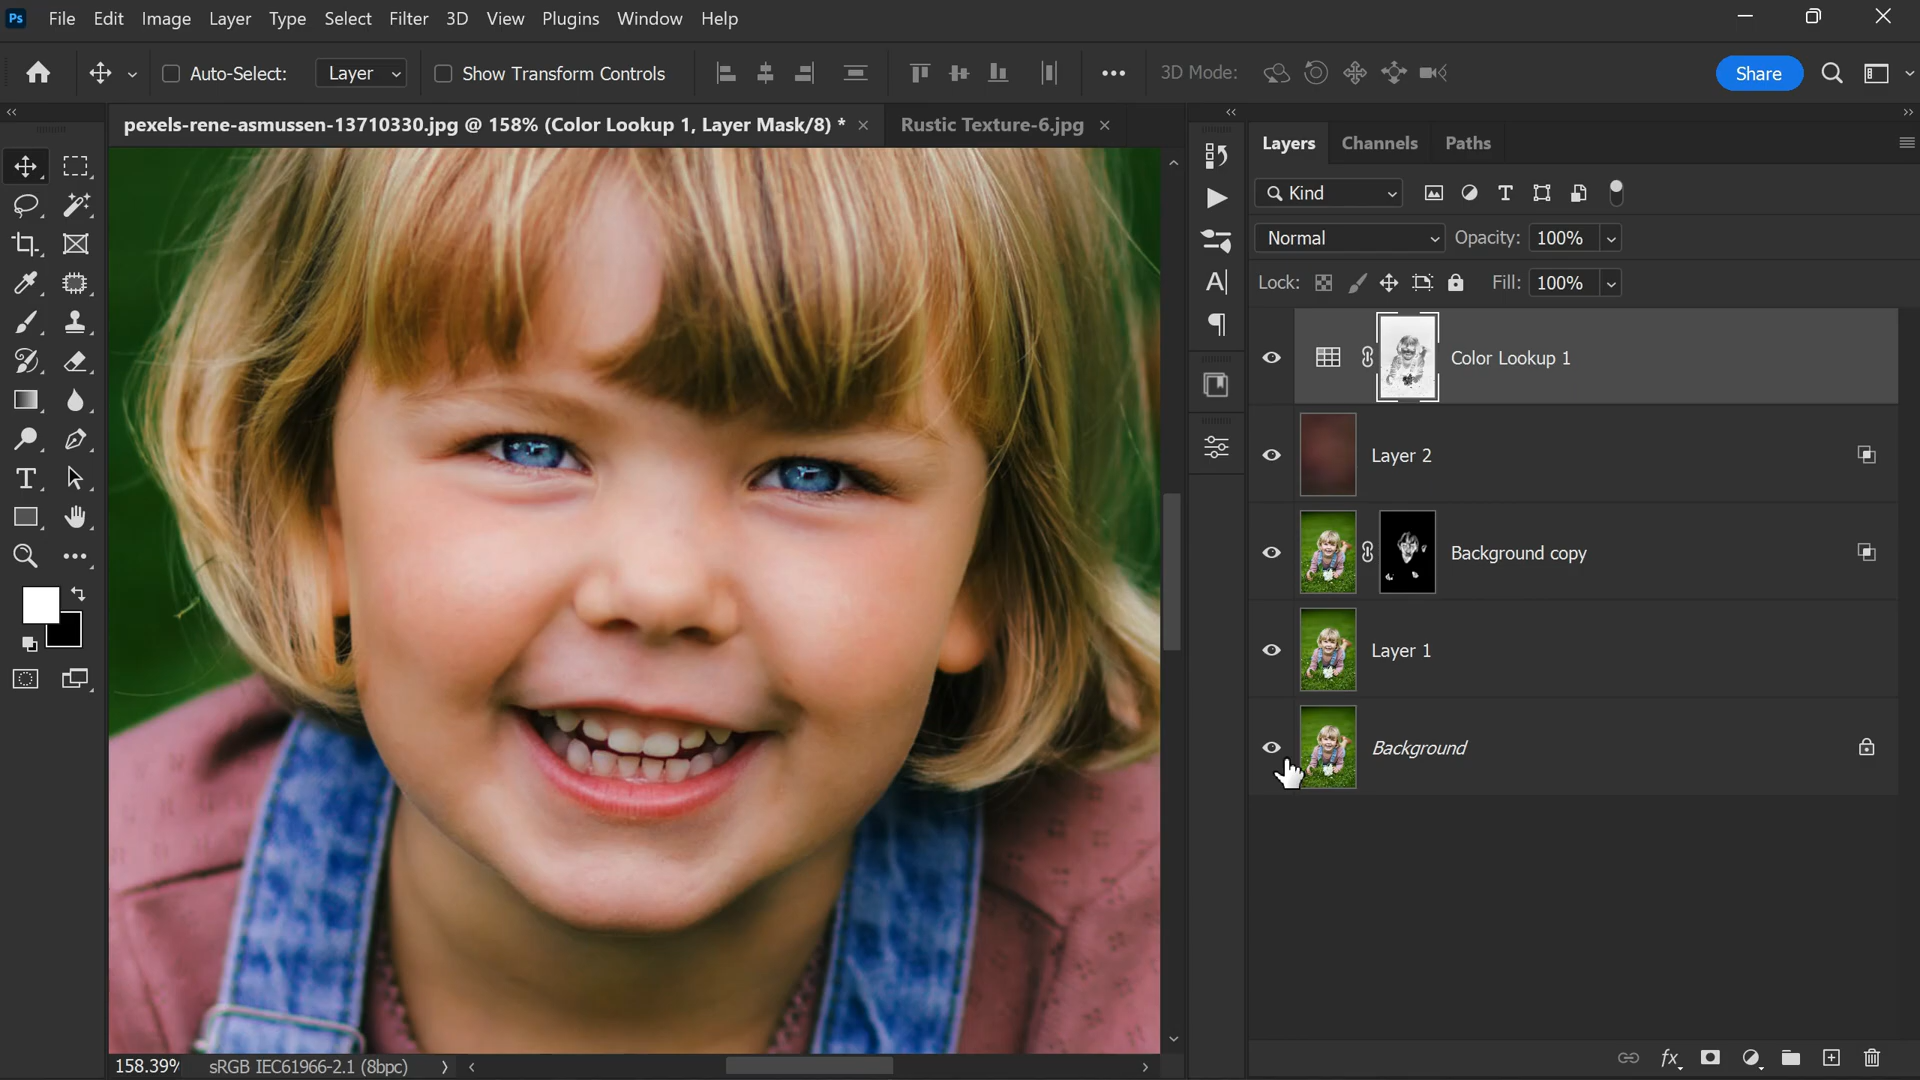 Ps File Edit Image Layer Type Select Filter 3D View Plugins Window Help
Auto-Select: Layer Show Transform Controls 3D Mode: Share
pexels-rene-asmussen-13710330.jpg @ 158% (Color Lookup 1, Layer Mask/8) * Rustic Texture-6.jpg
Layers Channels Paths
Kind
Normal Opacity: 100%
Lock: Fill: 100%
Color Lookup 1
Layer 2
Background copy
Layer 1
Background
158.39% sRGB IEC61966-2.1 (8bpc)
fx